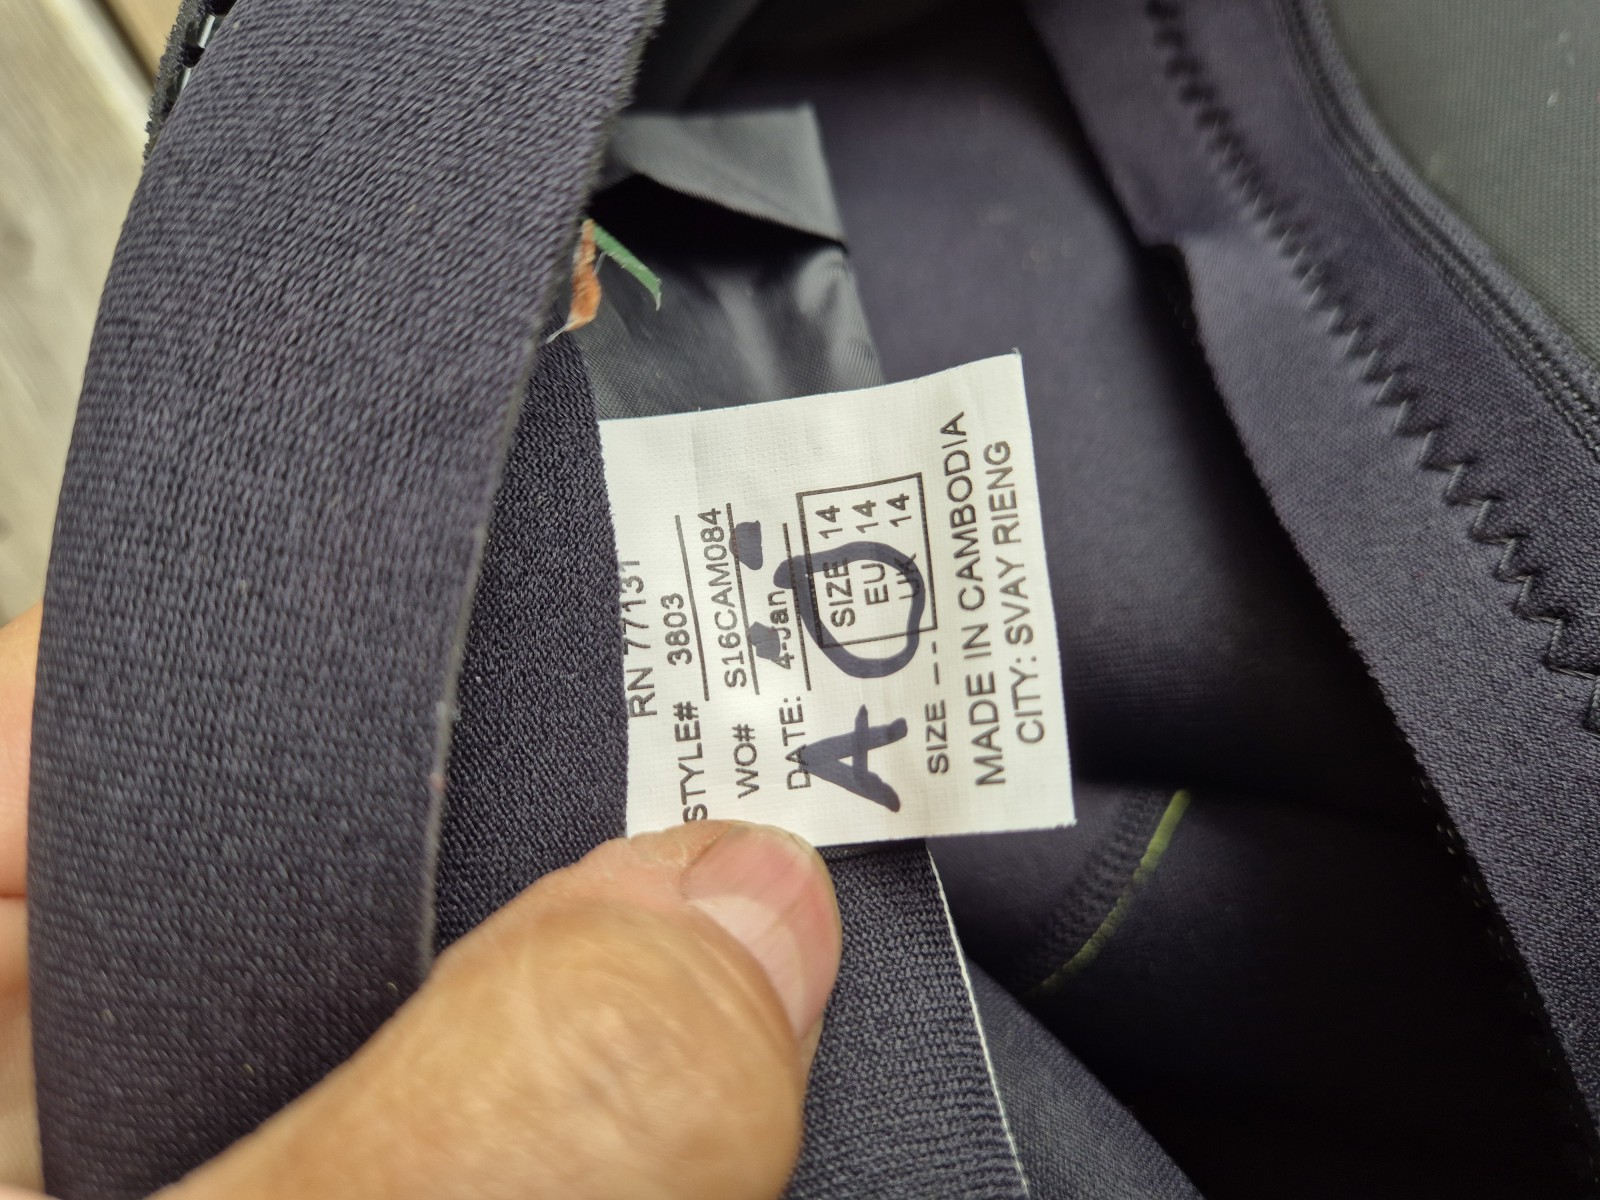 RN 77131
STYLE# 3803
WO# S16CAM084
DATE: 4-Jan
SIZE 14
EU 14
UK 14
A O
SIZE --
MADE IN CAMBODIA
CITY: SVAY RIENG